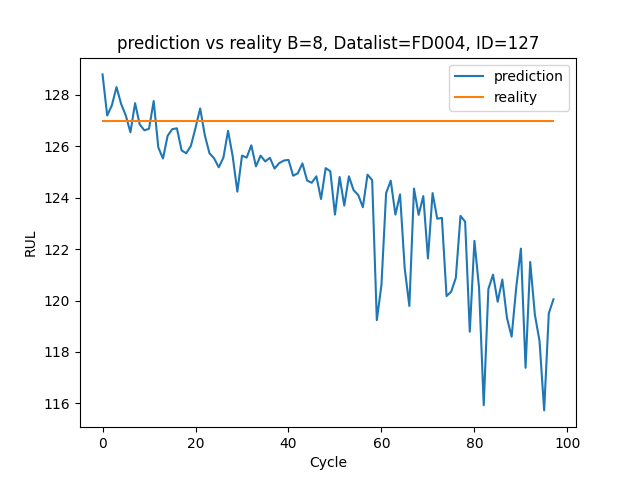 prediction vs reality B=8, Datalist=FD004, ID=127
prediction
reality
128
126
124
122
120
118
116
RUL
0 20 40 60 80 100
Cycle